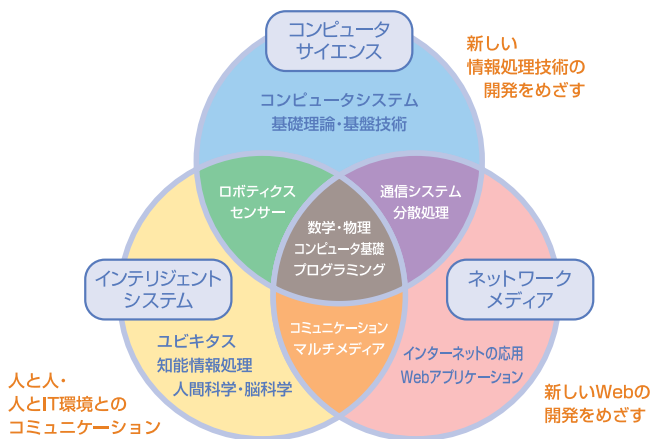 コンピュータ
サイエンス
新しい
情報処理技術の
開発をめざす
コンピュータシステム
基礎理論・基盤技術
ロボティクス
センサー
通信システム
分散処理
数学・物理
コンピュータ基礎
プログラミング
インテリジェント
システム
ネットワーク
メディア
コミュニケーション
マルチメディア
ユビキタス
知能情報処理
人間科学・脳科学
インターネットの応用
Webアプリケーション
人と人・
人とIT環境との
コミュニケーション
新しいWebの
開発をめざす